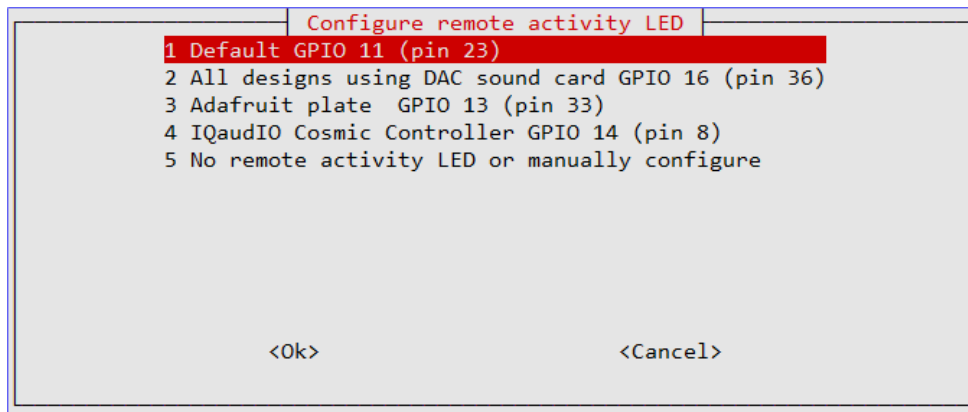 Configure remote activity LED
1 Default GPIO 11 (pin 23)
2 All designs using DAC sound card GPIO 16 (pin 36)
3 Adafruit plate  GPIO 13 (pin 33)
4 IQaudIO Cosmic Controller GPIO 14 (pin 8)
5 No remote activity LED or manually configure
<Ok> <Cancel>